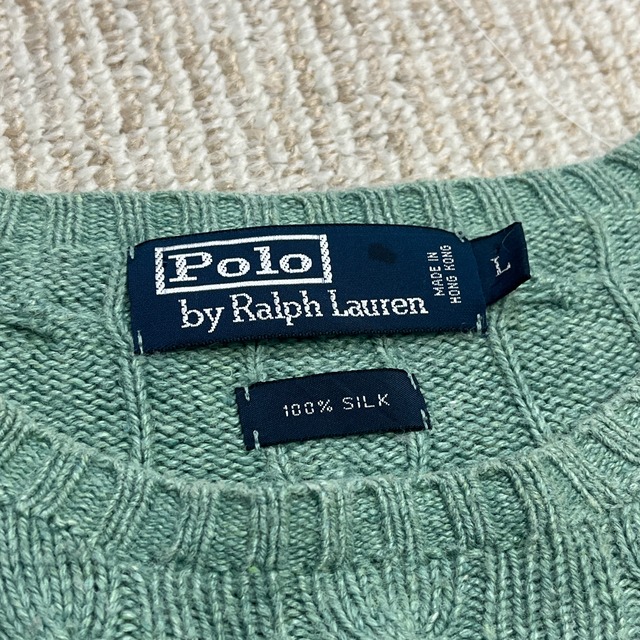 Polo
by Ralph Lauren
MADE IN
HONG KONG
L
100% SILK